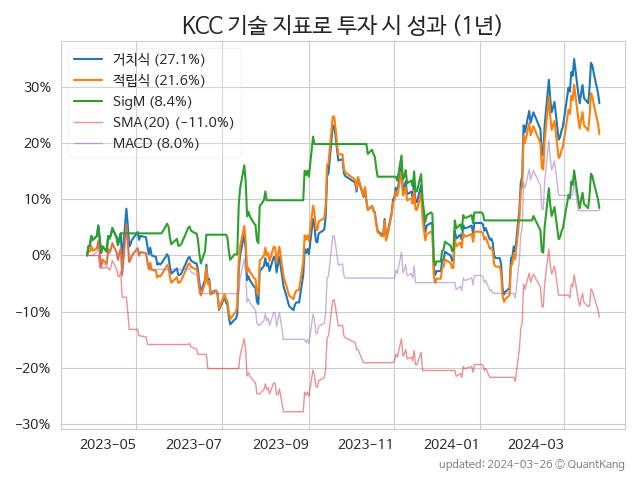 KCC 기술 지표로 투자 시 성과 (1년)
거치식 (27.1%)
적립식 (21.6%)
SigM (8.4%)
SMA(20) (−11.0%)
MACD (8.0%)
30%
20%
10%
0%
−10%
−20%
−30%
2023-05 2023-07 2023-09 2023-11 2024-01 2024-03
updated: 2024-03-26 © QuantKang